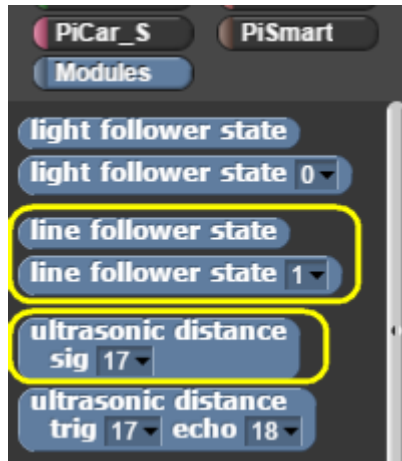 PiCar_S PiSmart
Modules
light follower state
light follower state 0
line follower state
line follower state 1
ultrasonic distance
sig 17
ultrasonic distance
trig 17 echo 18